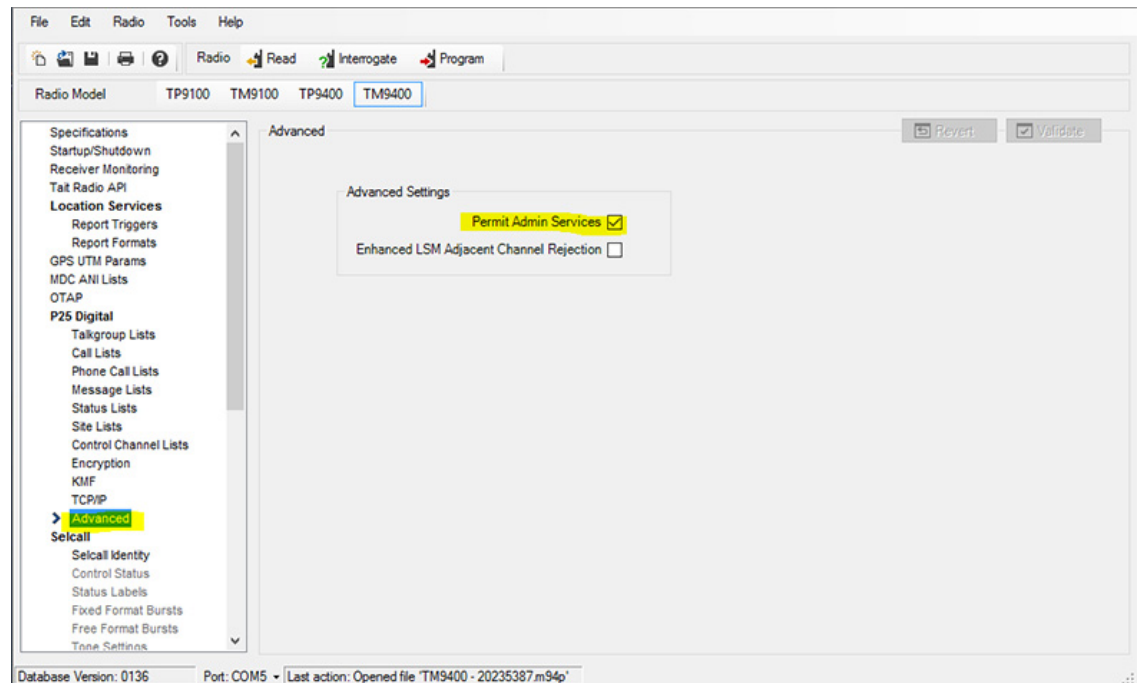 File Edit Radio Tools Help
Radio Read Interrogate Program
Radio Model TP9100 TM9100 TP9400 TM9400
Specifications
Startup/Shutdown
Receiver Monitoring
Tait Radio API
Location Services
Report Triggers
Report Formats
GPS UTM Params
MDC ANI Lists
OTAP
P25 Digital
Talkgroup Lists
Call Lists
Phone Call Lists
Message Lists
Status Lists
Site Lists
Control Channel Lists
Encryption
KMF
TCP/IP
Advanced
Selcall
Selcall Identity
Control Status
Status Labels
Fixed Format Bursts
Free Format Bursts
Tone Settings
Advanced
Revert Validate
Advanced Settings
Permit Admin Services
Enhanced LSM Adjacent Channel Rejection
Database Version: 0136 Port: COM5 Last action: Opened file 'TM9400 - 20235387.m94p'